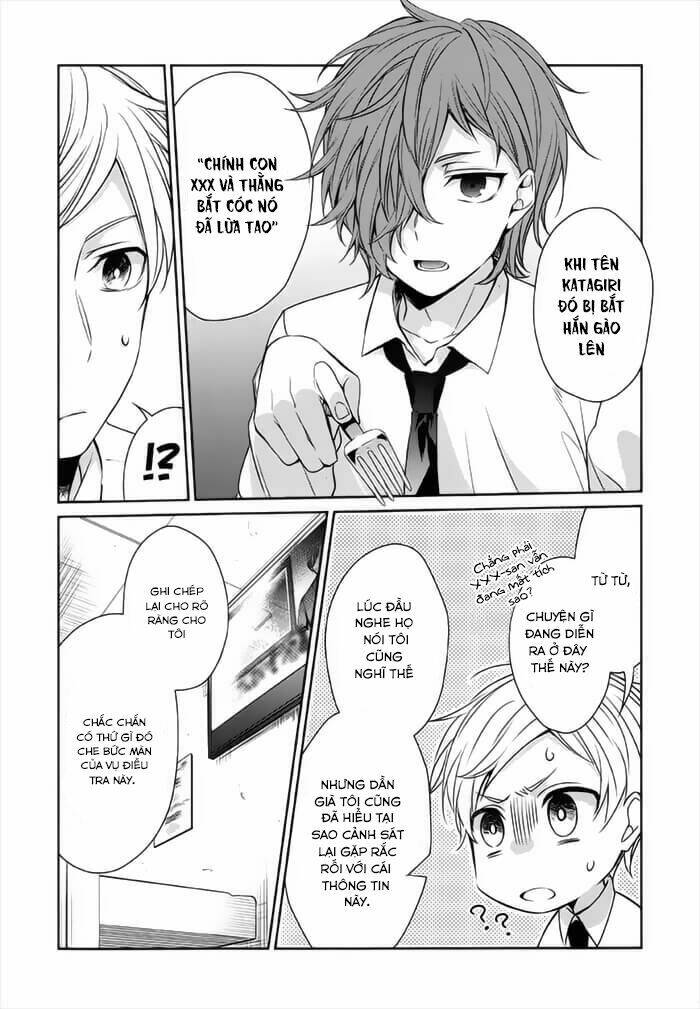 KHI TÊN
KATAGIRI
ĐÓ BỊ BẮT
HẮN GÀO
LÊN
"CHÍNH CON
XXX VÀ THẰNG
BẮT CÓC NÓ
ĐÃ LỪA TAO"
!?
TỪ TỪ,
CHUYỆN GÌ
ĐANG DIỄN
RA Ở ĐÂY
THẾ NÀY?
Chẳng phải
XXX-san vẫn
đang mất tích
sao?
? ?
LÚC ĐẦU
NGHE HỌ
NÓI TÔI
CŨNG
NGHĨ THẾ
NHƯNG DẦN
GIẢ TÔI CŨNG
ĐÃ HIỂU TẠI
SAO CẢNH SÁT
LẠI GẶP RẮC
RỐI VỚI CÁI
THÔNG TIN
NÀY.
GHI CHÉP
LẠI CHO RÕ
RÀNG CHO
TÔI
CHẮC CHẮN
CÓ THỨ GÌ ĐÓ
CHE BỨC MÀN
CỦA VỤ ĐIỀU
TRA NÀY.